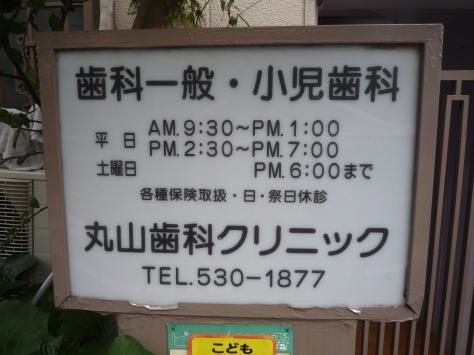 歯科一般・小児歯科
平日 AM.9:30〜PM.1:00
PM.2:30〜PM.7:00
土曜日 PM.6:00まで
各種保険取扱・日・祭日休診
丸山歯科クリニック
TEL.530-1877
こども